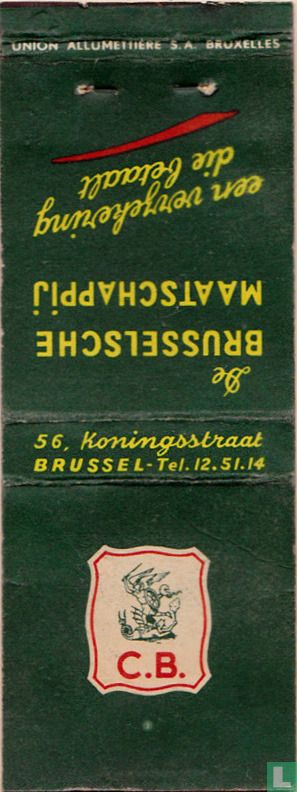 UNION ALLUMETTIÈRE S.A. BRUXELLES
De
BRUSSELSCHE
MAATSCHAPPIJ
een verzekering
die betaalt
56, Koningsstraat
BRUSSEL-Tel.12.51.14
C.B.
L